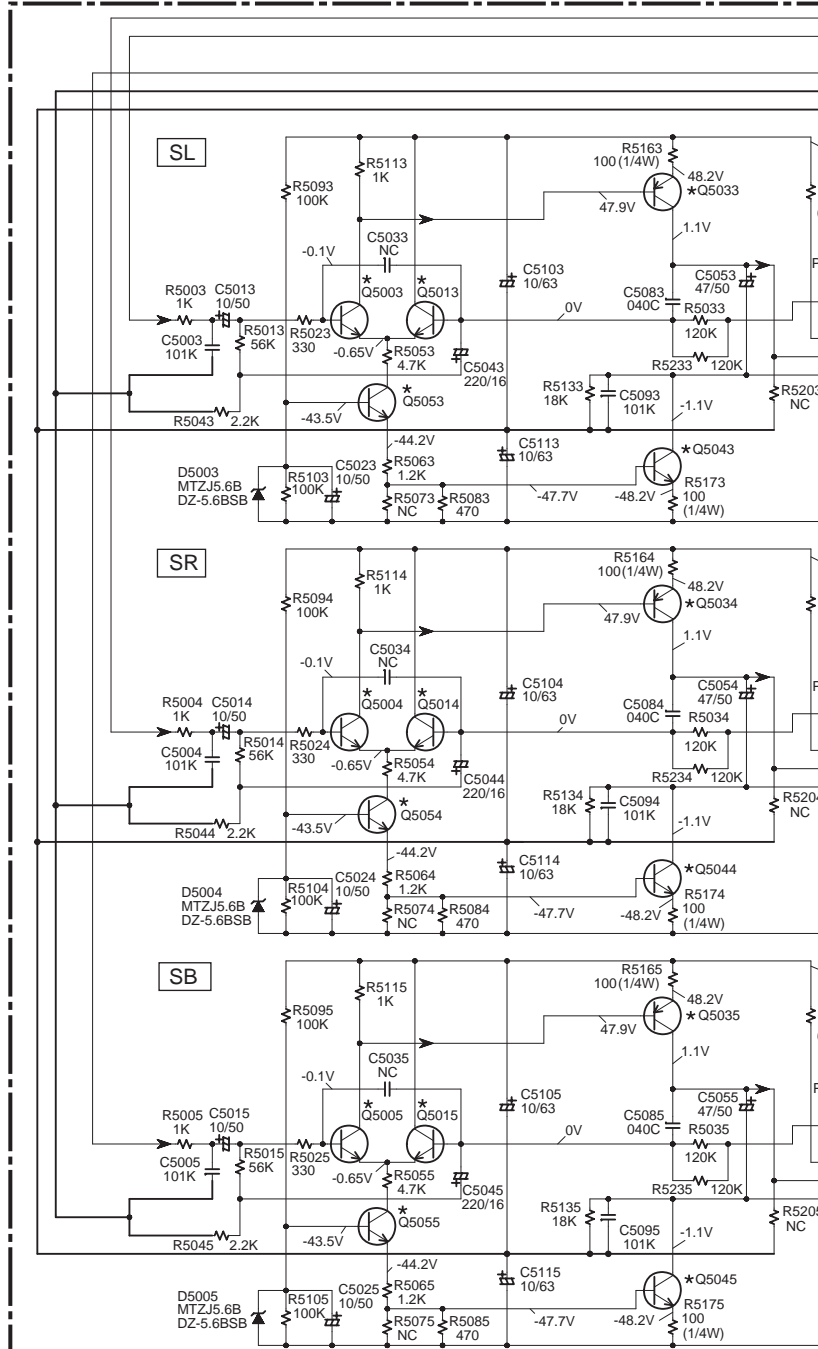 SL
R5163
100(1/4W)
R5113
1K
48.2V
*Q5033
R5093
100K
47.9V
1.1V
C5033
NC
-0.1V
C5103
10/63
C5053
47/50
R5003
1K
C5013
10/50
*
Q5003
*
Q5013
C5083
040C
R5033
120K
0V
C5003
101K
R5013
56K
R5023
330
-0.65V
R5053
4.7K
C5043
220/16
R5233
120K
*
Q5053
R5133
18K
C5093
101K
R5203
NC
-1.1V
R5043
2.2K
-43.5V
-44.2V
C5113
10/63
*Q5043
D5003
MTZJ5.6B
DZ-5.6BSB
R5103
100K
C5023
10/50
R5063
1.2K
R5073
NC
R5083
470
-47.7V
-48.2V
R5173
100
(1/4W)
SR
R5164
100(1/4W)
R5114
1K
48.2V
*Q5034
R5094
100K
47.9V
1.1V
C5034
NC
-0.1V
C5104
10/63
C5054
47/50
R5004
1K
C5014
10/50
*
Q5004
*
Q5014
C5084
040C
R5034
120K
0V
C5004
101K
R5014
56K
R5024
330
-0.65V
R5054
4.7K
C5044
220/16
R5234
120K
*
Q5054
R5134
18K
C5094
101K
R5204
NC
-1.1V
R5044
2.2K
-43.5V
-44.2V
C5114
10/63
*Q5044
D5004
MTZJ5.6B
DZ-5.6BSB
R5104
100K
C5024
10/50
R5064
1.2K
R5074
NC
R5084
470
-47.7V
-48.2V
R5174
100
(1/4W)
SB
R5165
100(1/4W)
R5115
1K
48.2V
*Q5035
R5095
100K
47.9V
1.1V
C5035
NC
-0.1V
C5105
10/63
C5055
47/50
R5005
1K
C5015
10/50
*
Q5005
*
Q5015
C5085
040C
R5035
120K
0V
C5005
101K
R5015
56K
R5025
330
-0.65V
R5055
4.7K
C5045
220/16
R5235
120K
*
Q5055
R5135
18K
C5095
101K
R5205
NC
-1.1V
R5045
2.2K
-43.5V
-44.2V
C5115
10/63
*Q5045
D5005
MTZJ5.6B
DZ-5.6BSB
R5105
100K
C5025
10/50
R5065
1.2K
R5075
NC
R5085
470
-47.7V
-48.2V
R5175
100
(1/4W)